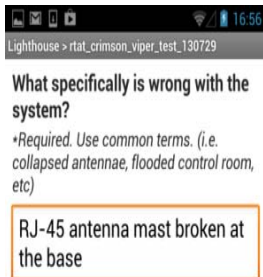 16:56
Lighthouse > rtat_crimson_viper_test_130729
What specifically is wrong with the
system?
*Required. Use common terms. (i.e.
collapsed antennae, flooded control room,
etc)
RJ-45 antenna mast broken at
the base